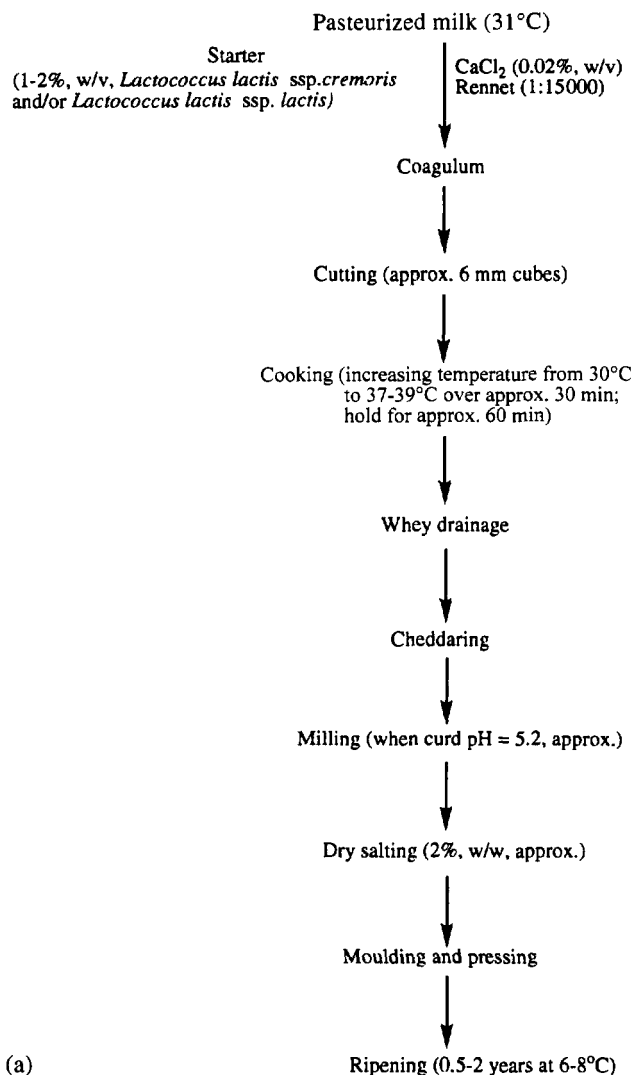 Pasteurized milk (31°C)
Starter
(1-2%, w/v, Lactococcus lactis ssp.cremoris
and/or Lactococcus lactis ssp. lactis)
CaCl₂ (0.02%, w/v)
Rennet (1:15000)
Coagulum
Cutting (approx. 6 mm cubes)
Cooking (increasing temperature from 30°C
to 37-39°C over approx. 30 min;
hold for approx. 60 min)
Whey drainage
Cheddaring
Milling (when curd pH = 5.2, approx.)
Dry salting (2%, w/w, approx.)
Moulding and pressing
(a)
Ripening (0.5-2 years at 6-8°C)